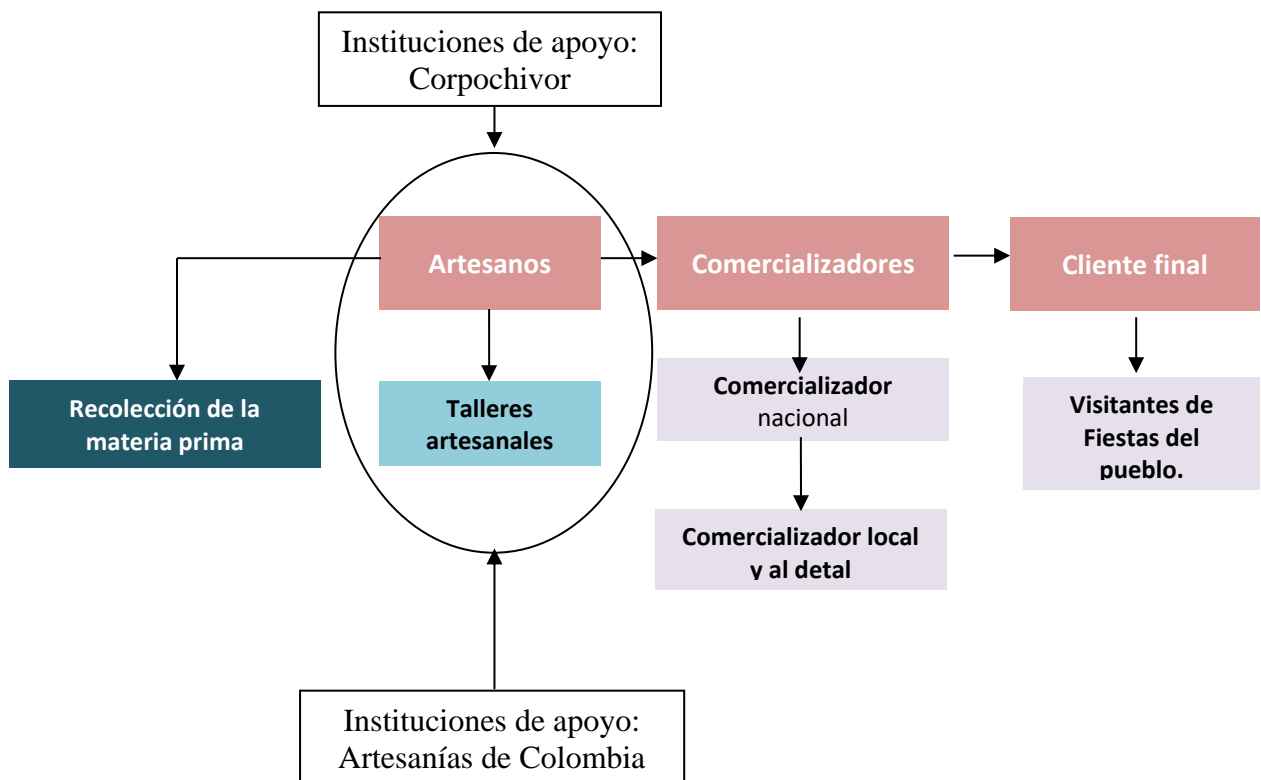 Instituciones de apoyo:
Corpochivor
Artesanos
Comercializadores
Cliente final
Recolección de la
materia prima
Talleres
artesanales
Comercializador
nacional
Visitantes de
Fiestas del
pueblo.
Comercializador local
y al detal
Instituciones de apoyo:
Artesanías de Colombia